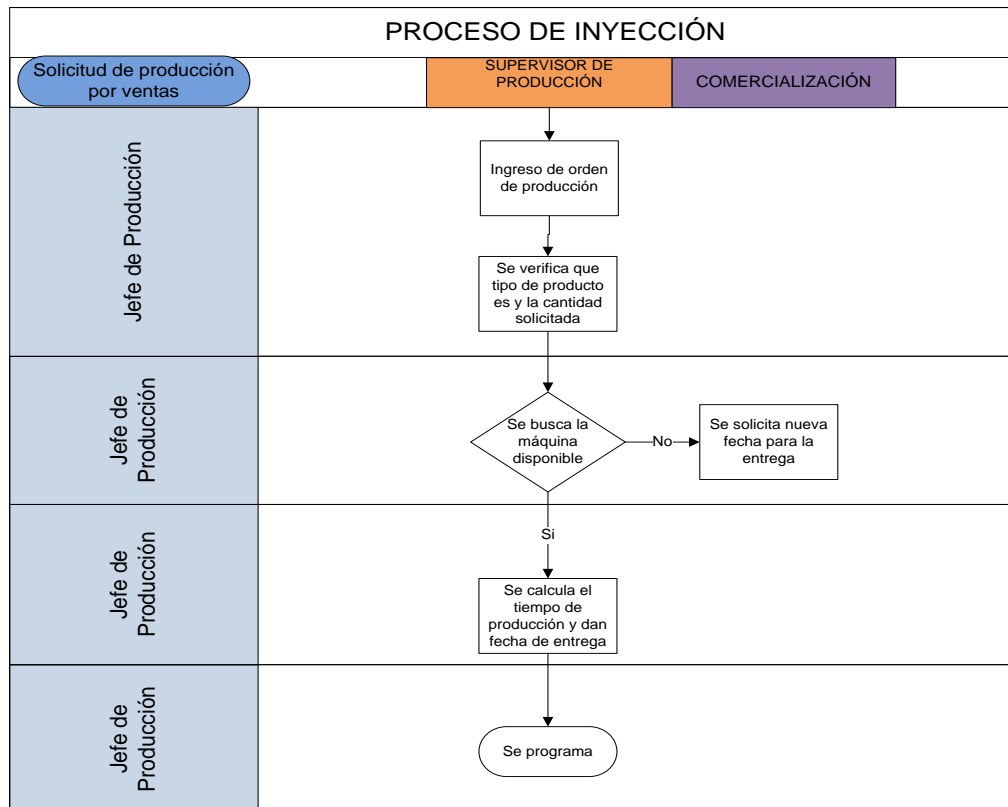 PROCESO DE INYECCIÓN
Solicitud de producción
por ventas
SUPERVISOR DE
PRODUCCIÓN
COMERCIALIZACIÓN
Jefe de Producción
Ingreso de orden
de producción
Se verifica que
tipo de producto
es y la cantidad
solicitada
Jefe de
Producción
Se busca la
máquina
disponible
No
Se solicita nueva
fecha para la
entrega
Jefe de
Producción
Si
Se calcula el
tiempo de
producción y dan
fecha de entrega
Jefe de
Producción
Se programa